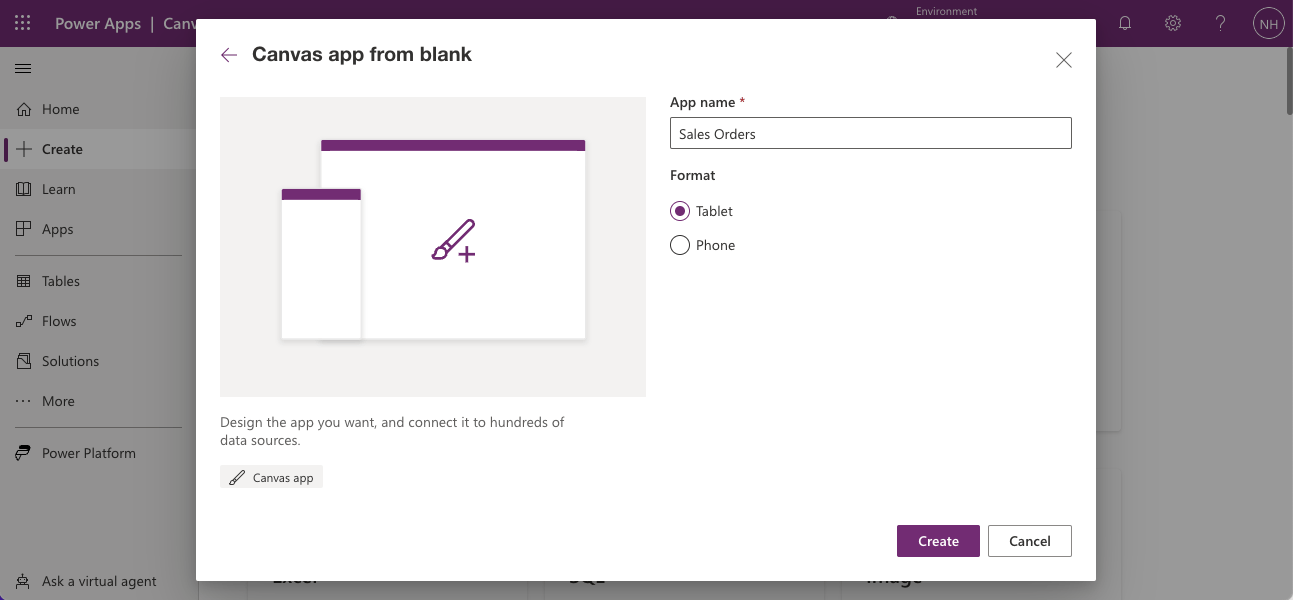 Power Apps | Canv
Environment
NH
Canvas app from blank
Home
Create
Learn
Apps
Tables
Flows
Solutions
More
Power Platform
Ask a virtual agent
App name *
Sales Orders
Format
Tablet
Phone
Design the app you want, and connect it to hundreds of
data sources.
Canvas app
Create
Cancel
Excel
SQL
Image